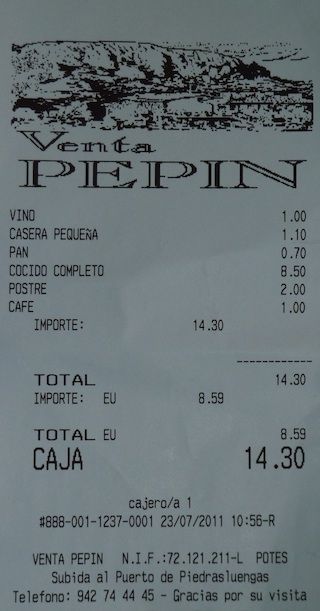 Venta
PEPIN
VINO 1.00
CASERA PEQUEÑA 1.10
PAN 0.70
COCIDO COMPLETO 8.50
POSTRE 2.00
CAFE 1.00
IMPORTE: 14.30
------------
TOTAL 14.30
IMPORTE: EU 8.59
TOTAL EU 8.59
CAJA 14.30
cajero/a 1
#888-001-1237-0001 23/07/2011 10:56-R
VENTA PEPIN N.I.F.:72.121.211-L POTES
Subida al Puerto de Piedrasluengas
Telefono: 942 74 44 45 - Gracias por su visita